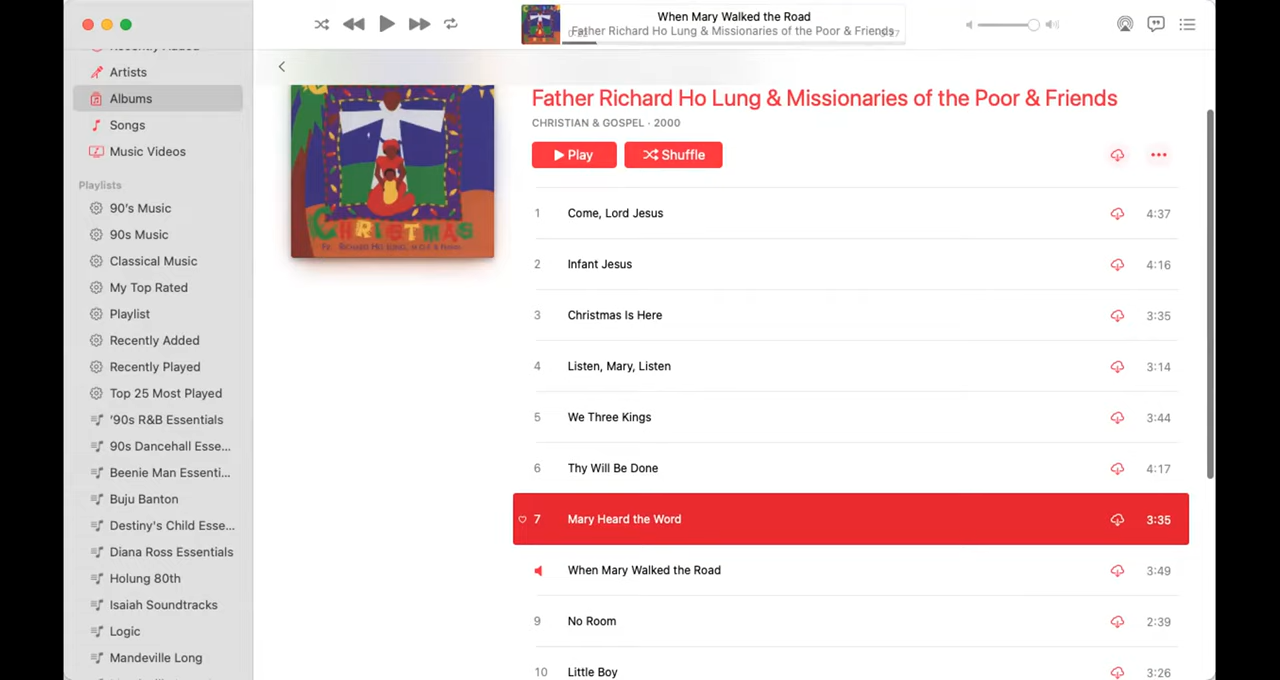 When Mary Walked the Road
Father Richard Ho Lung & Missionaries of the Poor & Friends
Recently Added
Artists
Albums
Songs
Music Videos
Playlists
90's Music
90s Music
Classical Music
My Top Rated
Playlist
Recently Added
Recently Played
Top 25 Most Played
'90s R&B Essentials
90s Dancehall Esse...
Beenie Man Essenti...
Buju Banton
Destiny's Child Esse...
Diana Ross Essentials
Holung 80th
Isaiah Soundtracks
Logic
Mandeville Long
CHRISTMAS
FR. RICHARD HO LUNG, M.O.P. & FRIENDS
Father Richard Ho Lung & Missionaries of the Poor & Friends
CHRISTIAN & GOSPEL · 2000
Play Shuffle
1 Come, Lord Jesus 4:37
2 Infant Jesus 4:16
3 Christmas Is Here 3:35
4 Listen, Mary, Listen 3:14
5 We Three Kings 3:44
6 Thy Will Be Done 4:17
7 Mary Heard the Word 3:35
When Mary Walked the Road 3:49
9 No Room 2:39
10 Little Boy 3:26